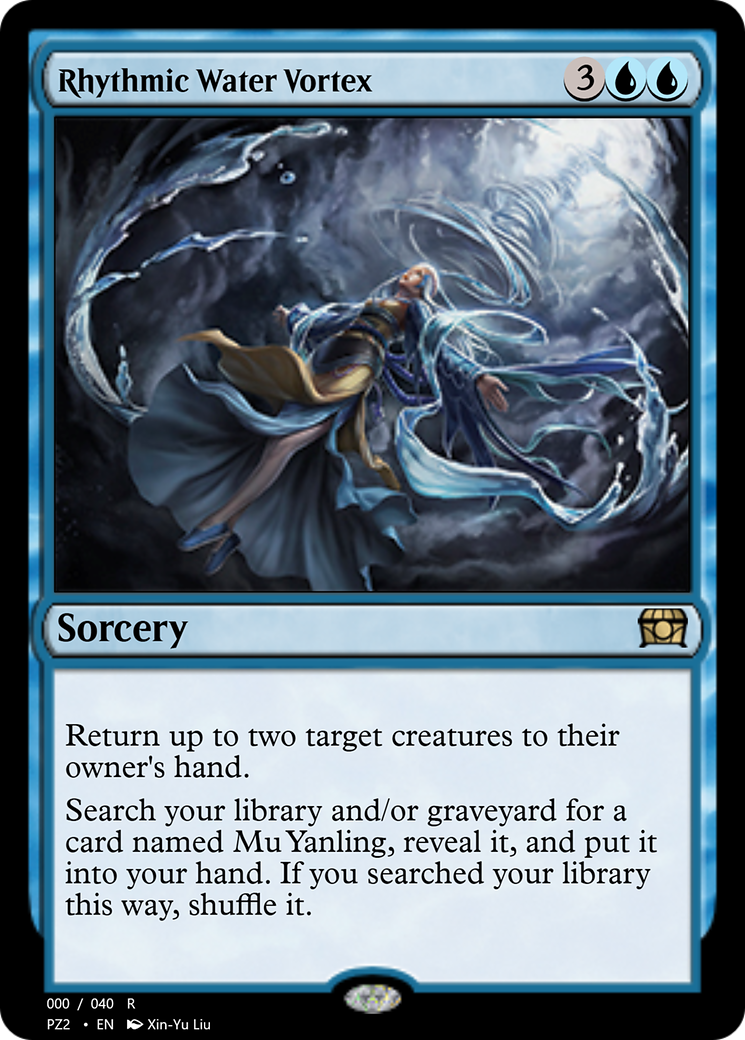 Rhythmic Water Vortex 3
Sorcery
Return up to two target creatures to their
owner's hand.
Search your library and/or graveyard for a
card named Mu Yanling, reveal it, and put it
into your hand. If you searched your library
this way, shuffle it.
000 / 040 R
PZ2 • EN Xin-Yu Liu